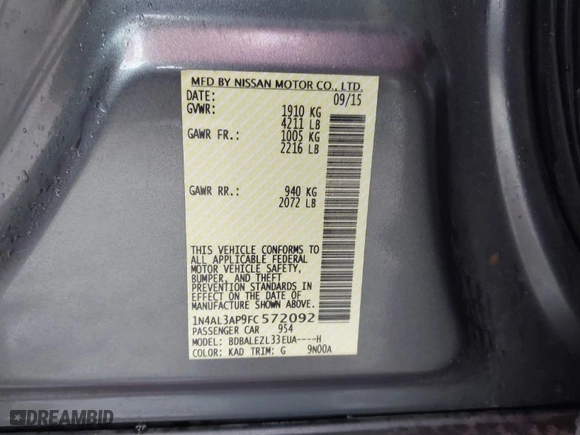 MFD BY NISSAN MOTOR CO., LTD.
DATE: 09/15
GVWR: 1910 KG
4211 LB
GAWR FR.: 1005 KG
2216 LB
GAWR RR.: 940 KG
2072 LB
THIS VEHICLE CONFORMS TO
ALL APPLICABLE FEDERAL
MOTOR VEHICLE SAFETY,
BUMPER, AND THEFT
PREVENTION STANDARDS IN
EFFECT ON THE DATE OF
MANUFACTURE SHOWN ABOVE.
1N4AL3AP9FC572092
PASSENGER CAR 954
MODEL: BDBALEZL33EUA----H
COLOR: KAD TRIM: G 9N00A
DREAMBID